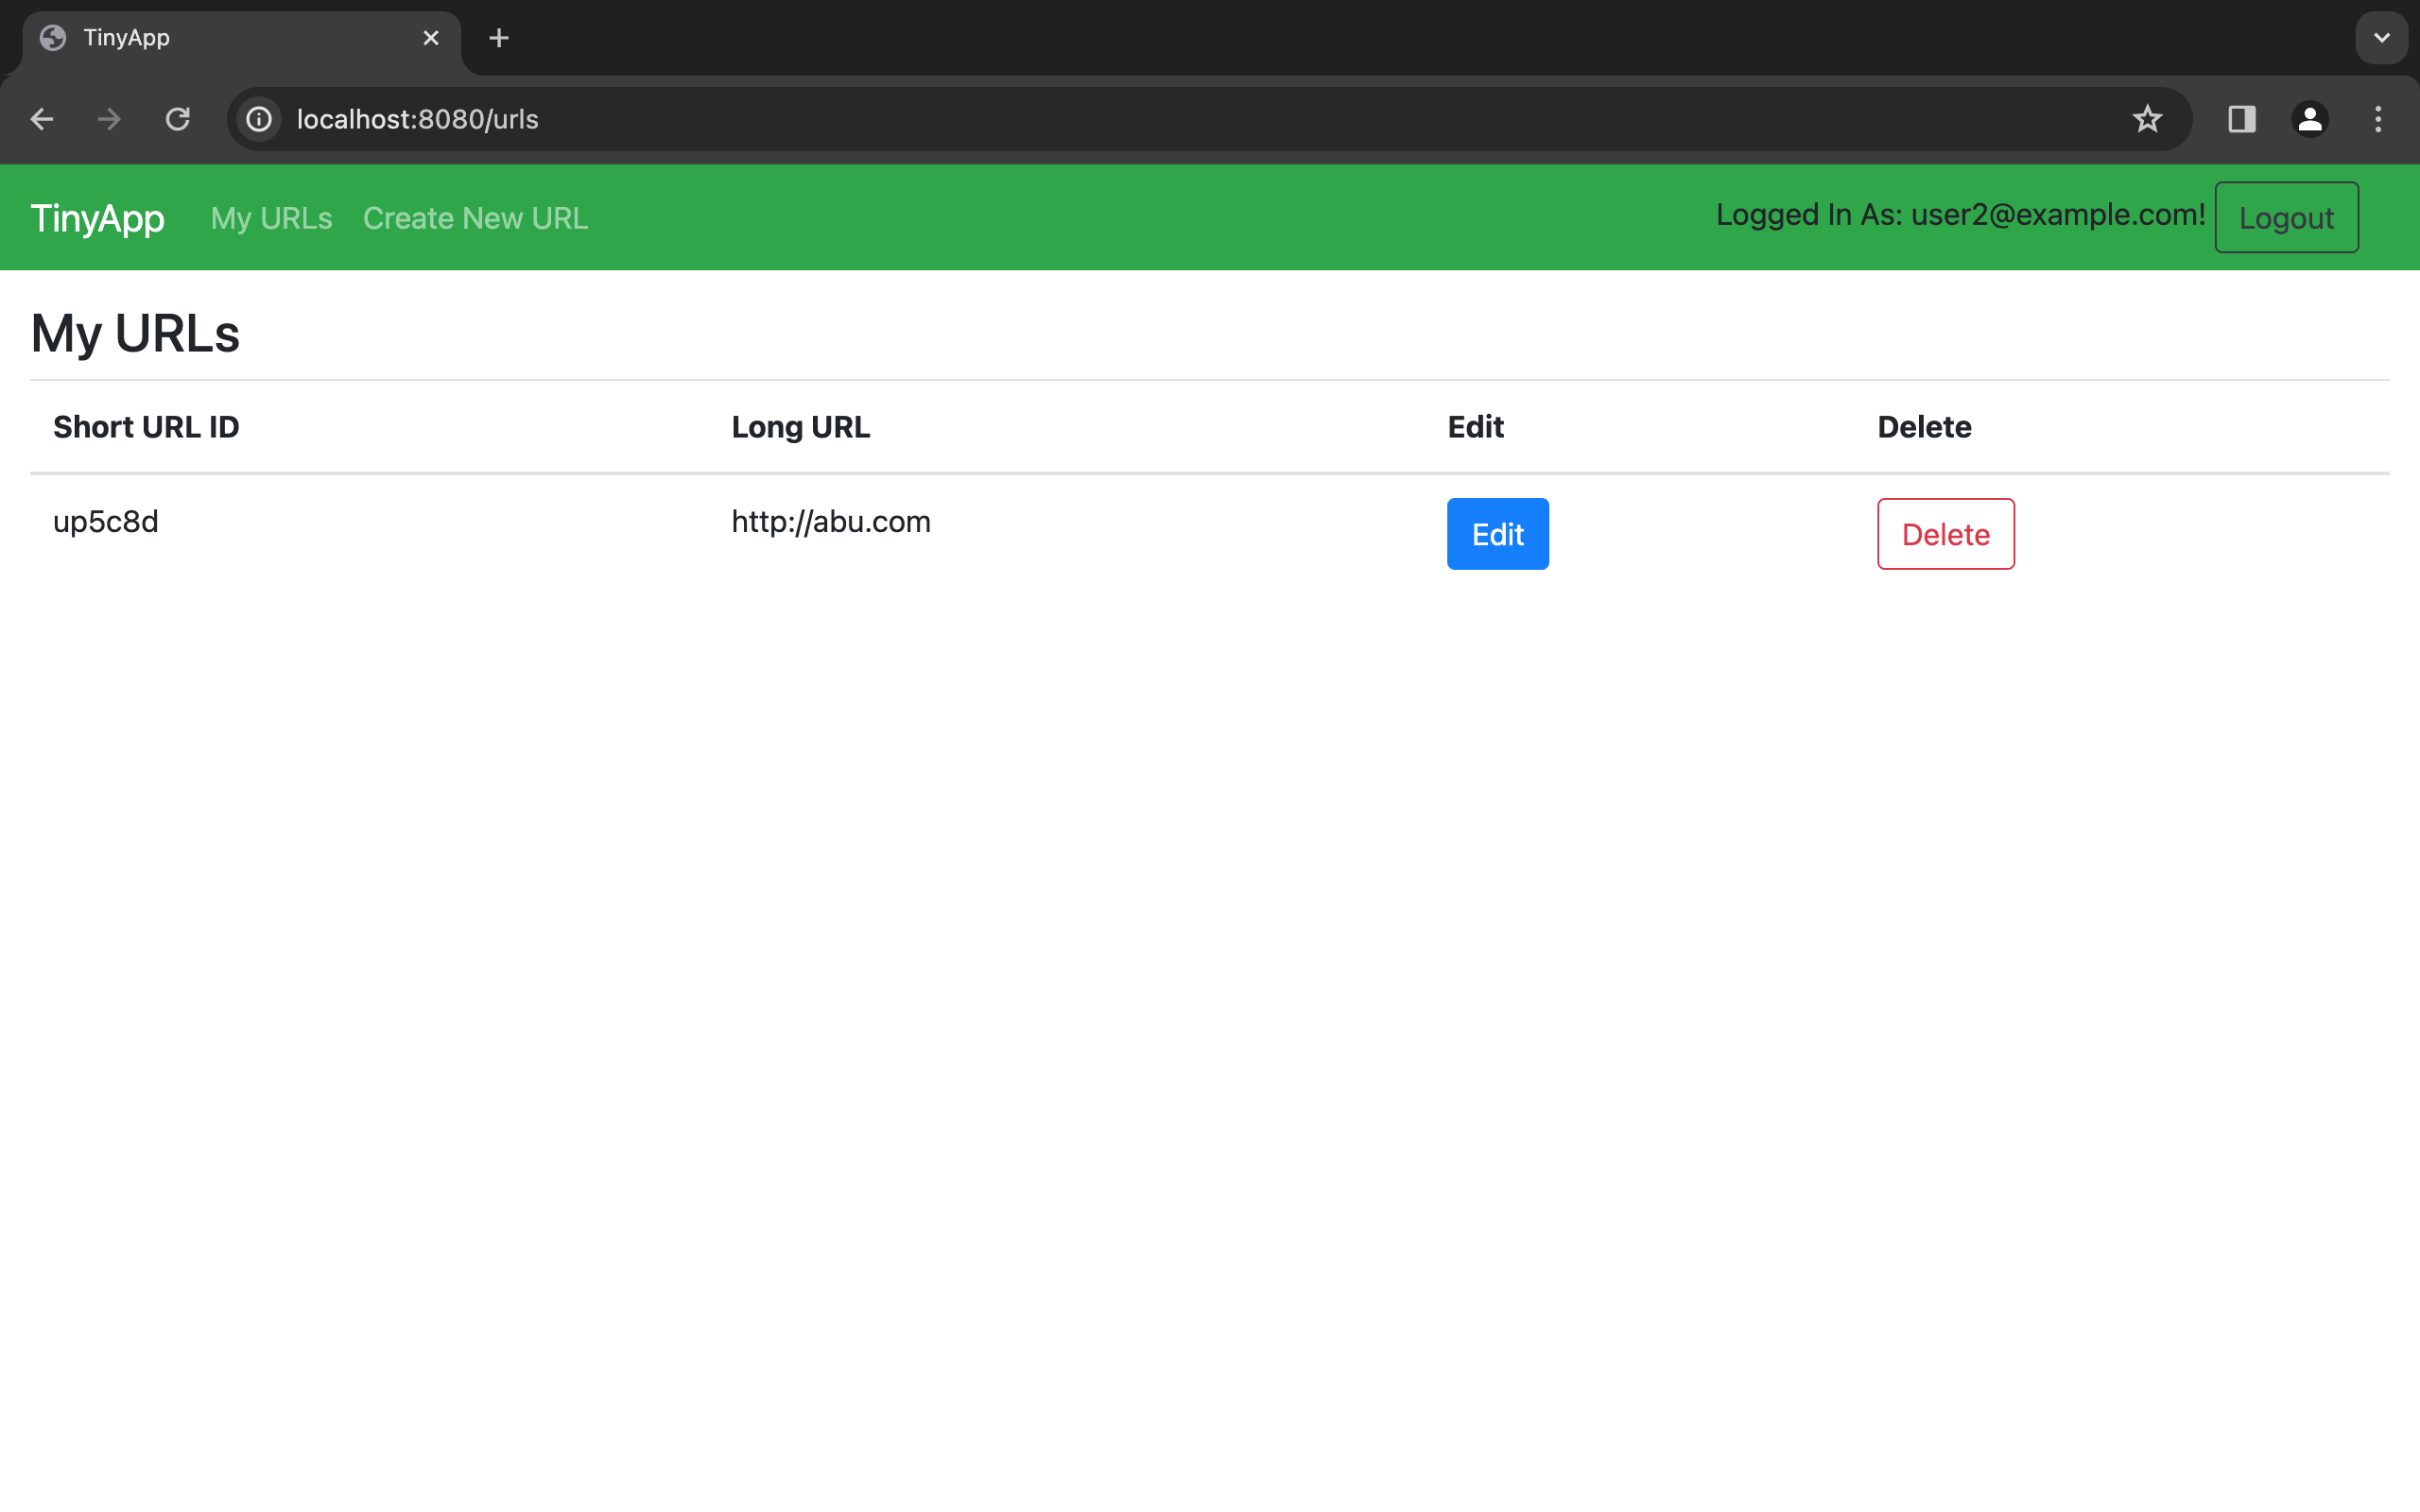 TinyApp
localhost:8080/urls
TinyApp My URLs Create New URL Logged In As: user2@example.com! Logout
My URLs
Short URL ID Long URL Edit Delete
up5c8d http://abu.com Edit Delete